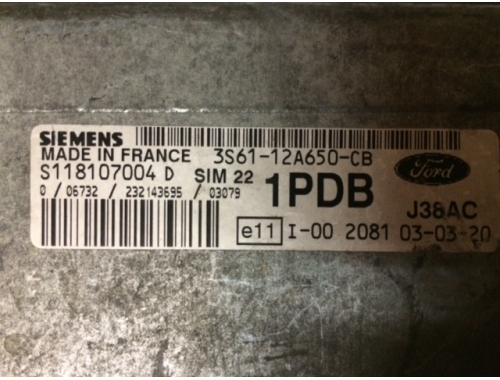 SIEMENS
MADE IN FRANCE 3S61-12A650-CB
S118107004 D SIM 22 1PDB Ford
0 / 06732 / 232143695 / 03079
J38AC
e11 I-00 2081 03-03-20